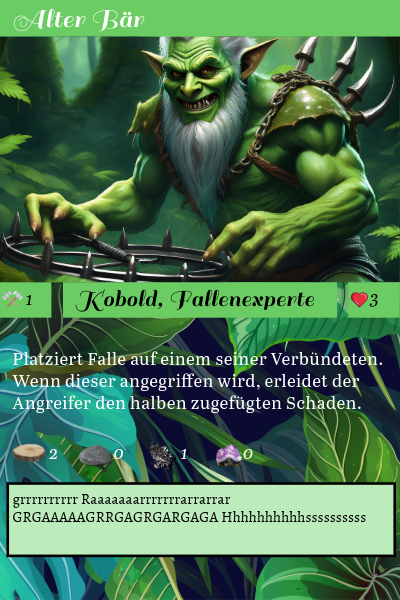 Alter Bär
1
Kobold, Fallenexperte
3
Platziert Falle auf einem seiner Verbündeten.
Wenn dieser angegriffen wird, erleidet der
Angreifer den halben zugefügten Schaden.
2 0 1 0
grrrrrrrrrr Raaaaaaarrrrrrrarrarrar
GRGAAAAAGRRGAGRGARGAGA Hhhhhhhhhhssssssssss